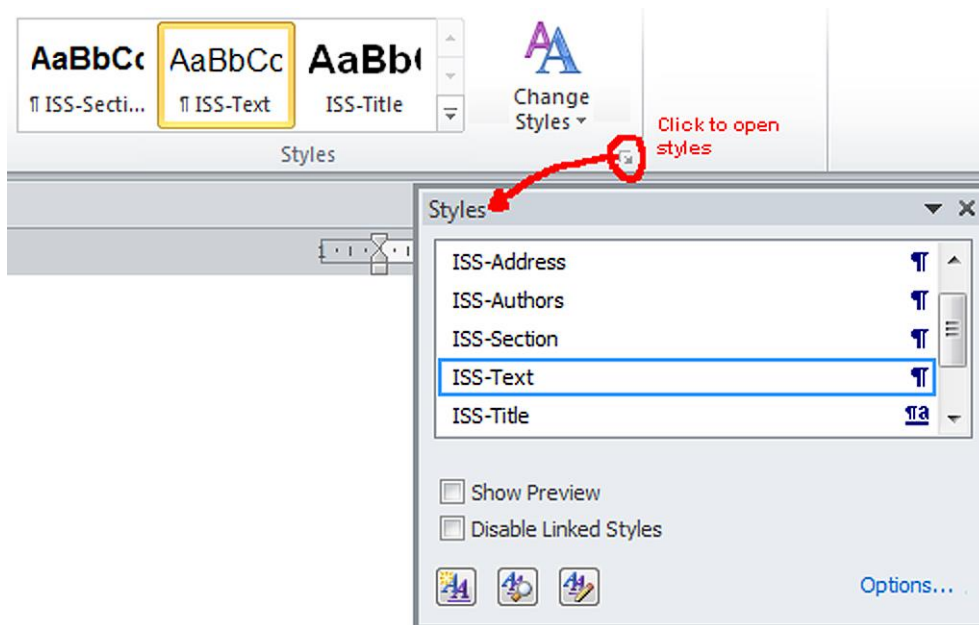 AaBbCc AaBbCc AaBb
¶ ISS-Secti... ¶ ISS-Text ISS-Title
Change
Styles
Styles
Click to open
styles
Styles
1
ISS-Address ¶
ISS-Authors ¶
ISS-Section ¶
ISS-Text ¶
ISS-Title ¶a
Show Preview
Disable Linked Styles
Options...